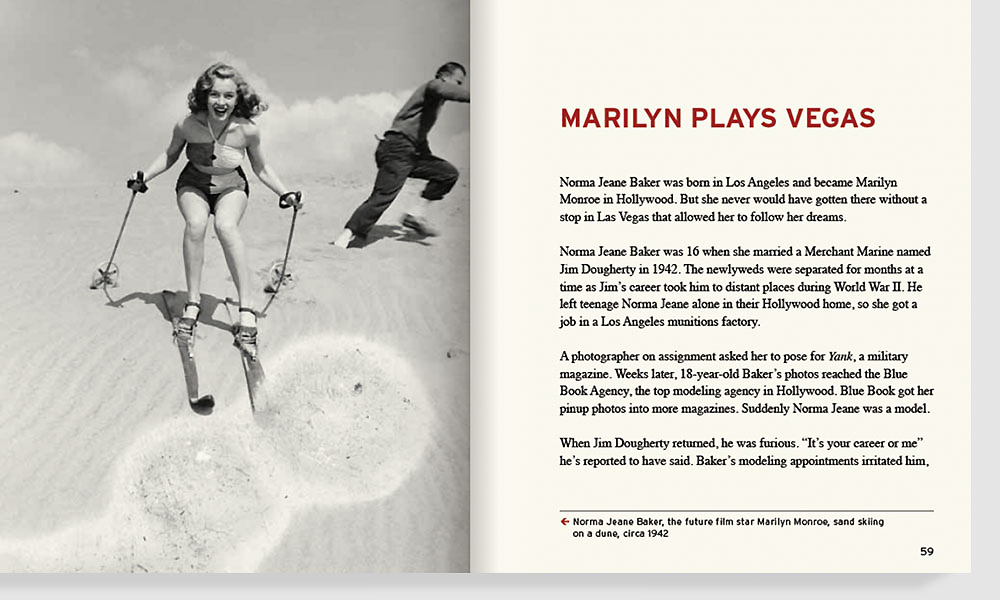 MARILYN PLAYS VEGAS
Norma Jeane Baker was born in Los Angeles and became Marilyn
Monroe in Hollywood. But she never would have gotten there without a
stop in Las Vegas that allowed her to follow her dreams.
Norma Jeane Baker was 16 when she married a Merchant Marine named
Jim Dougherty in 1942. The newlyweds were separated for months at a
time as Jim’s career took him to distant places during World War II. He
left teenage Norma Jeane alone in their Hollywood home, so she got a
job in a Los Angeles munitions factory.
A photographer on assignment asked her to pose for Yank, a military
magazine. Weeks later, 18-year-old Baker’s photos reached the Blue
Book Agency, the top modeling agency in Hollywood. Blue Book got her
pinup photos into more magazines. Suddenly Norma Jeane was a model.
When Jim Dougherty returned, he was furious. “It’s your career or me”
he’s reported to have said. Baker’s modeling appointments irritated him,
← Norma Jeane Baker, the future film star Marilyn Monroe, sand skiing
on a dune, circa 1942
59